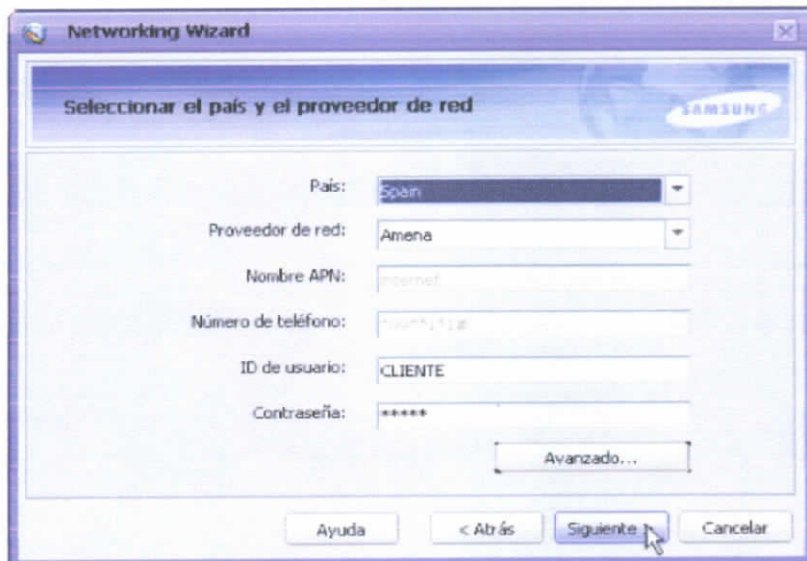 Networking Wizard
Seleccionar el país y el proveedor de red
SAMSUNG
País: Spain
Proveedor de red: Amena
Nombre APN: internet
Número de teléfono:
ID de usuario: CLIENTE
Contraseña: *****
Avanzado...
Ayuda < Atrás Siguiente > Cancelar